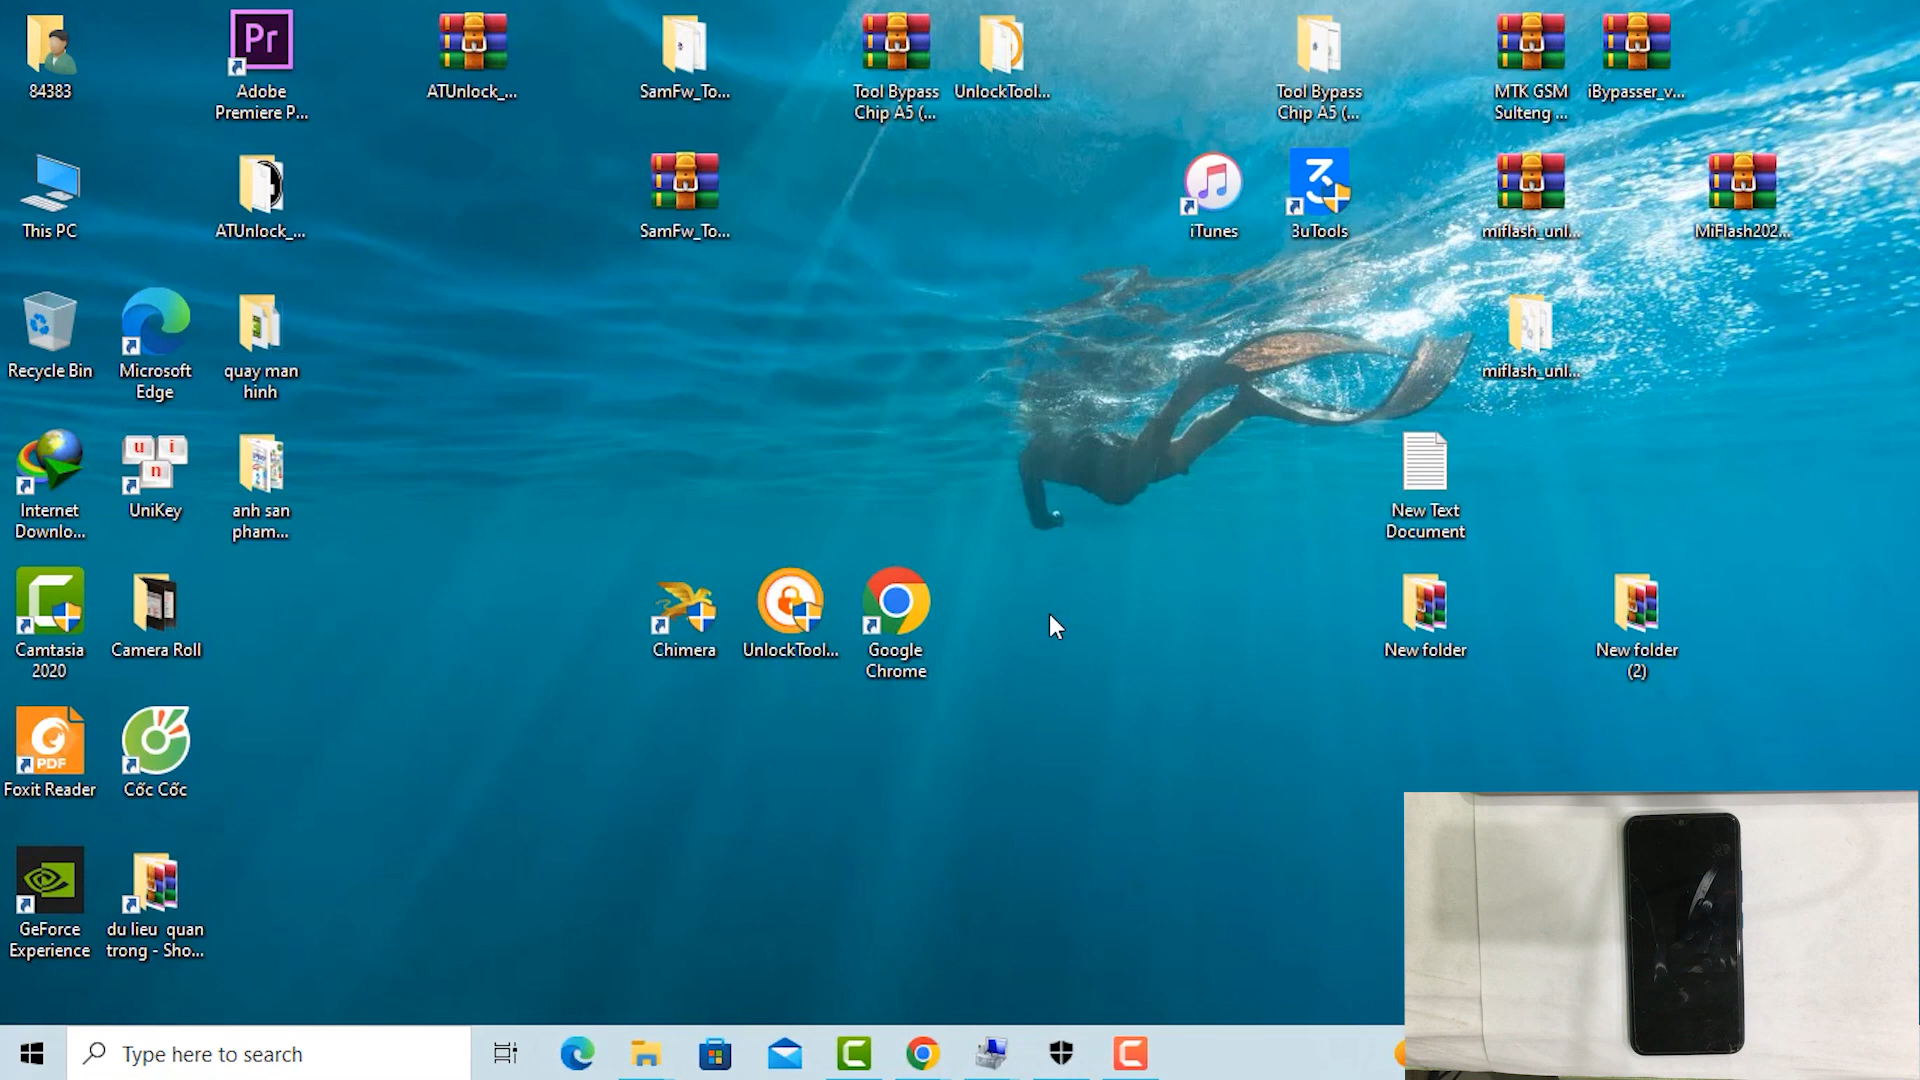 84383
Adobe
Premiere P...
Pr
ATUnlock_...
SamFw_To...
Tool Bypass
Chip A5 (...
UnlockTool...
Tool Bypass
Chip A5 (...
MTK GSM
Sulteng ...
iBypasser_v...
This PC
ATUnlock_...
SamFw_To...
iTunes
3uTools
miflash_unl...
MiFlash202...
Recycle Bin
Microsoft
Edge
quay man
hinh
miflash_unl...
Internet
Downlo...
u i
n
UniKey
anh san
pham...
New Text
Document
Camtasia
2020
Camera Roll
Chimera
UnlockTool...
Google
Chrome
New folder
New folder
(2)
PDF
Foxit Reader
Cốc Cốc
GeForce
Experience
du lieu quan
trong - Sho...
Type here to search